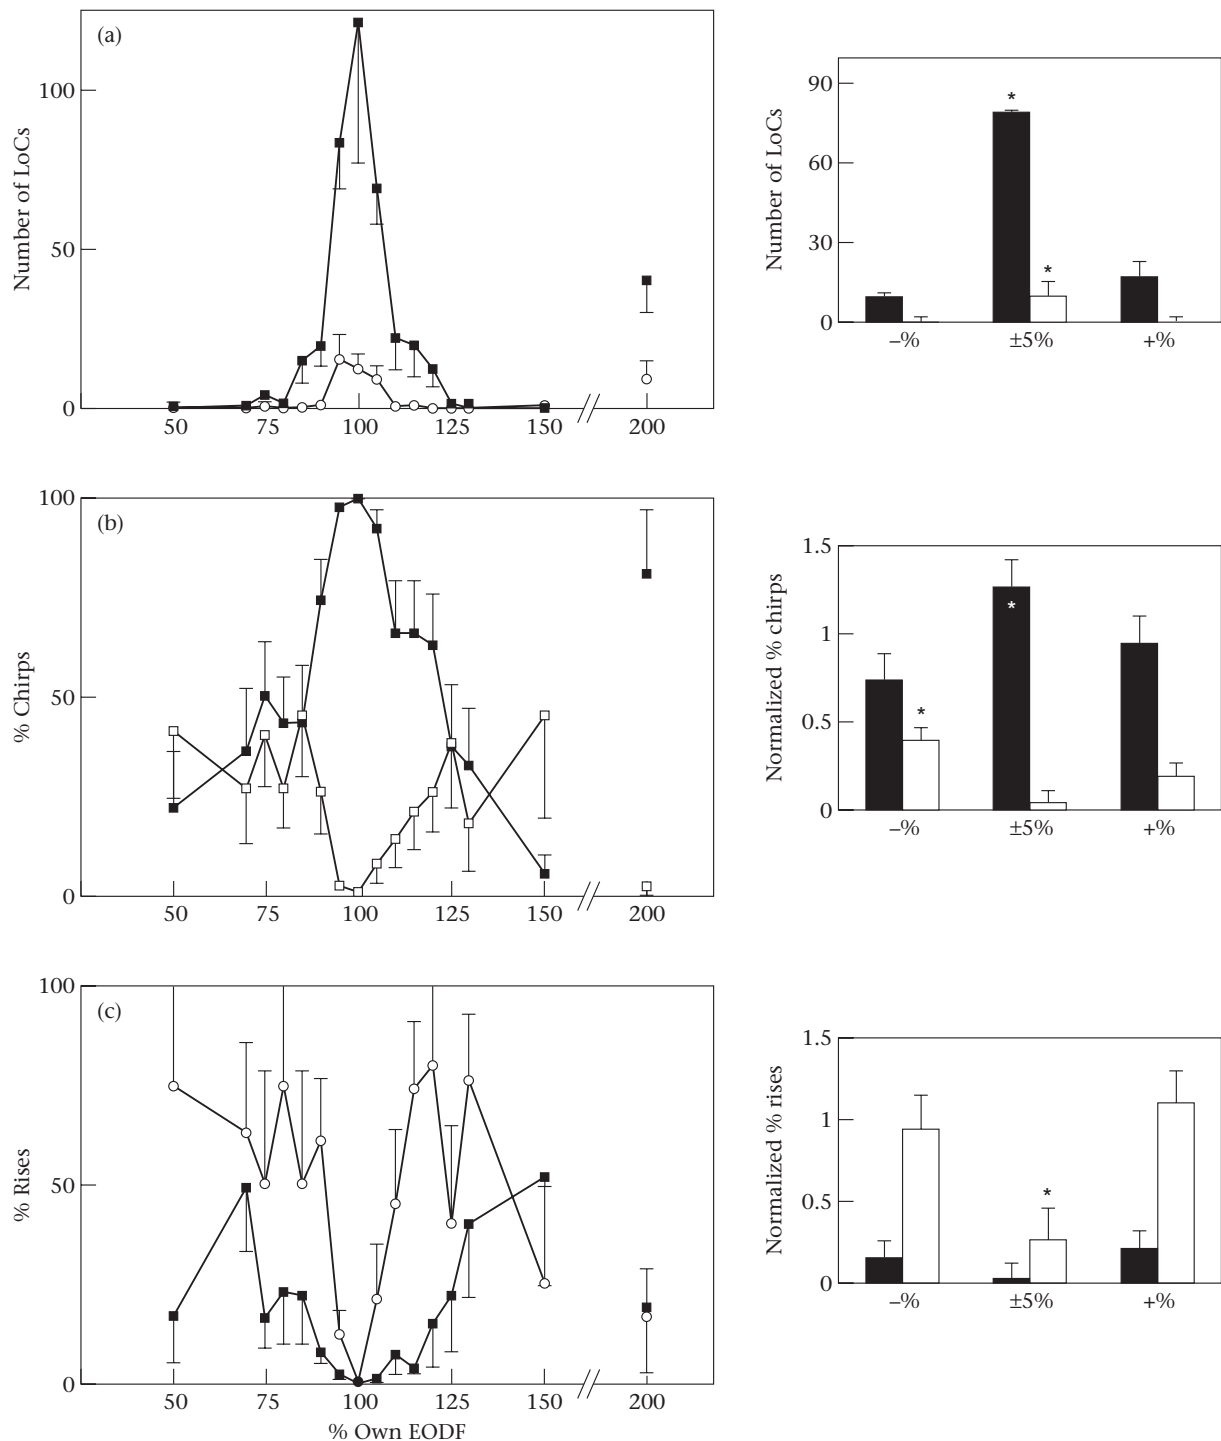 (a)
Number of LoCs
100
50
0
50 75 100 125 150 200
Number of LoCs
90
60
30
0
* *
–% ±5% +%
(b)
% Chirps
100
50
0
50 75 100 125 150 200
Normalized % chirps
1.5
1
0.5
0
* *
–% ±5% +%
(c)
% Rises
100
50
0
50 75 100 125 150 200
% Own EODF
Normalized % rises
1.5
1
0.5
0
*
–% ±5% +%